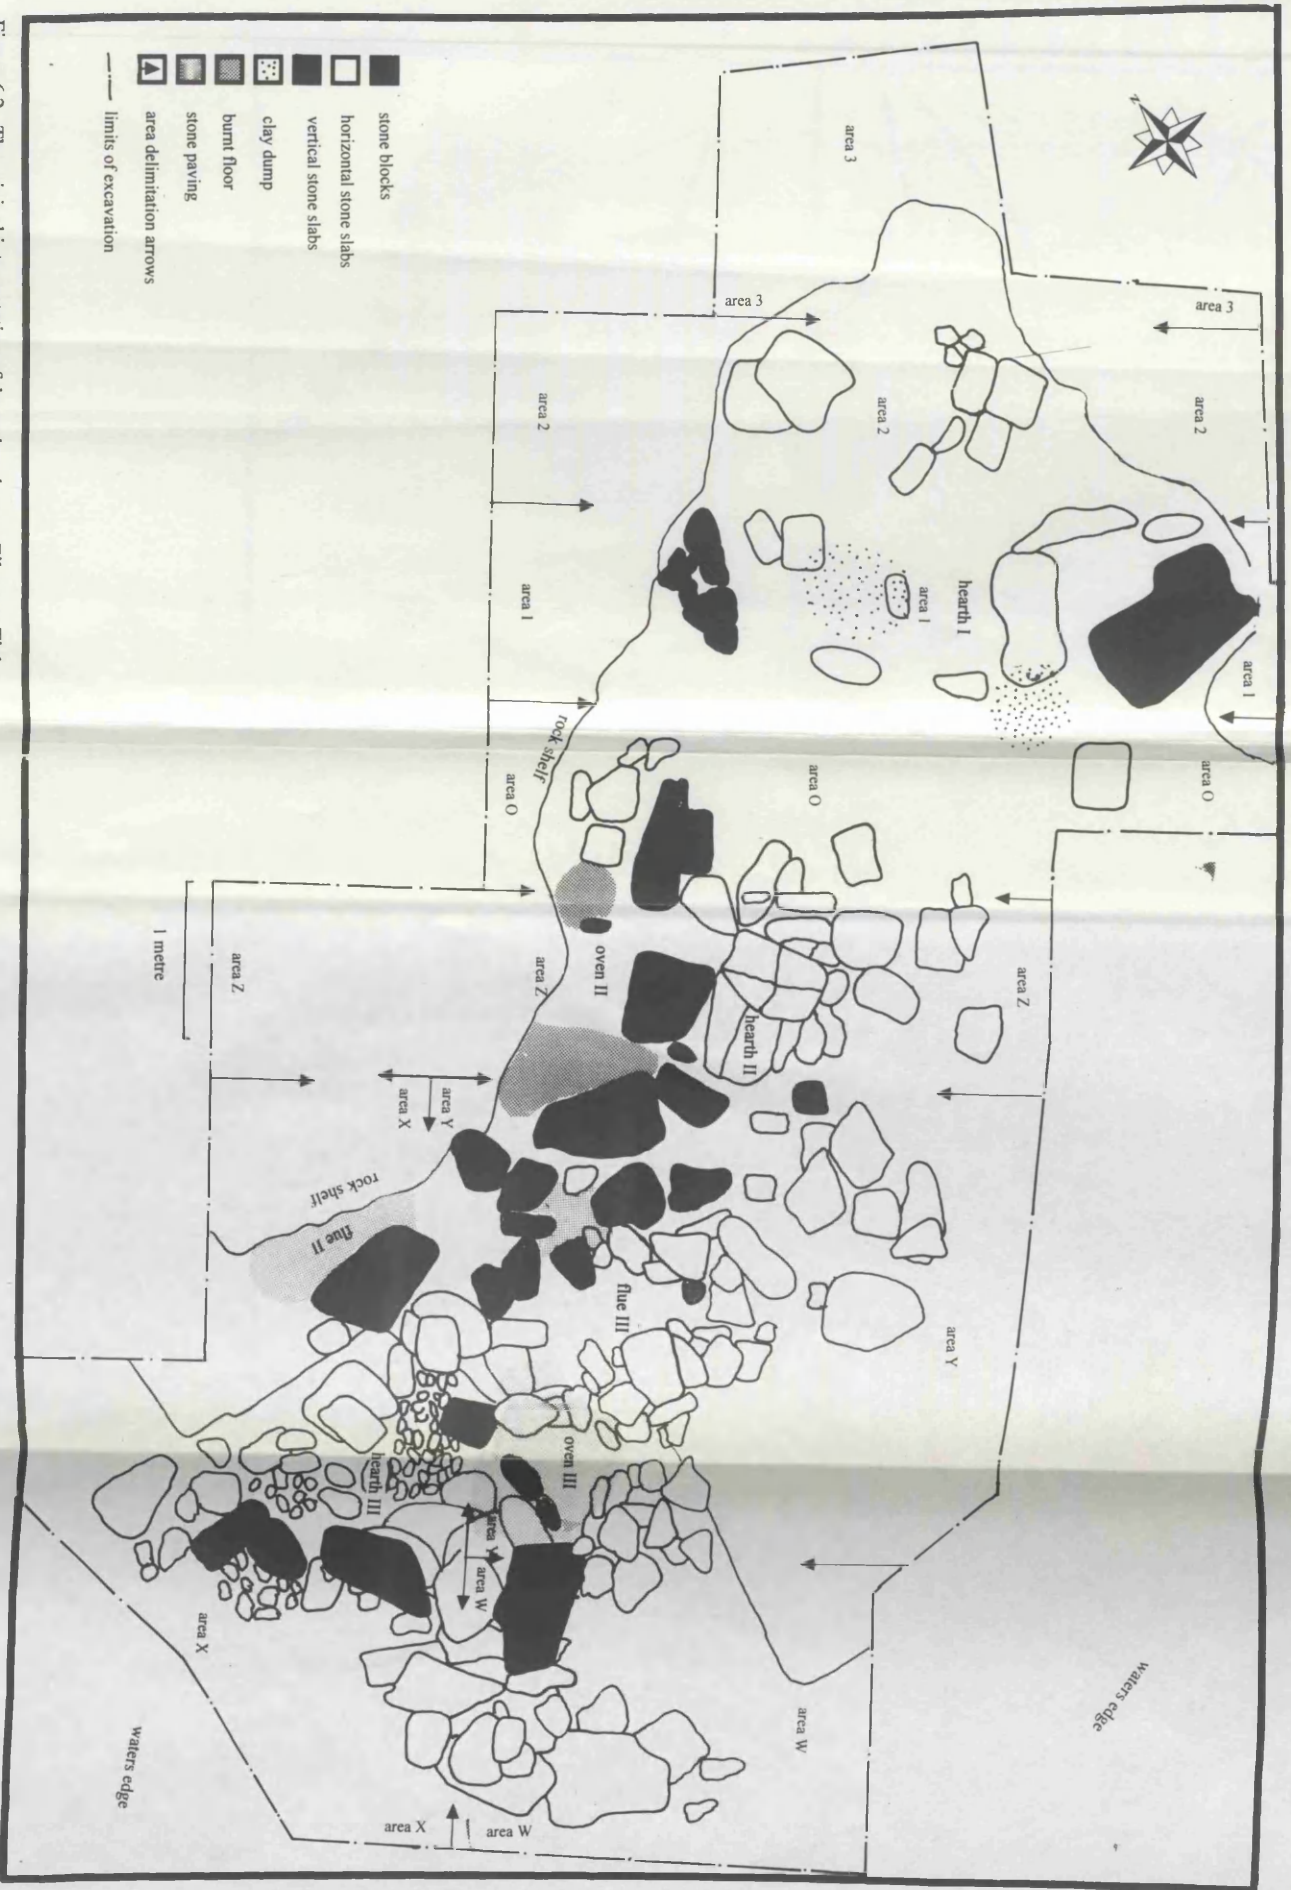 area 3
area 3
area 3
area 2
area 2
area 2
area 1
hearth I
area 1
area 1
rock shelf
area O
area O
area O
oven II
area Z
area Z
area Z
hearth II
1 metre
area Y
area X
rock shelf
flue II
flue III
area Y
oven III
hearth III
area Y
area W
area X
area W
waters edge
waters edge
area X
area W
stone blocks
horizontal stone slabs
vertical stone slabs
clay dump
burnt floor
stone paving
area delimitation arrows
limits of excavation